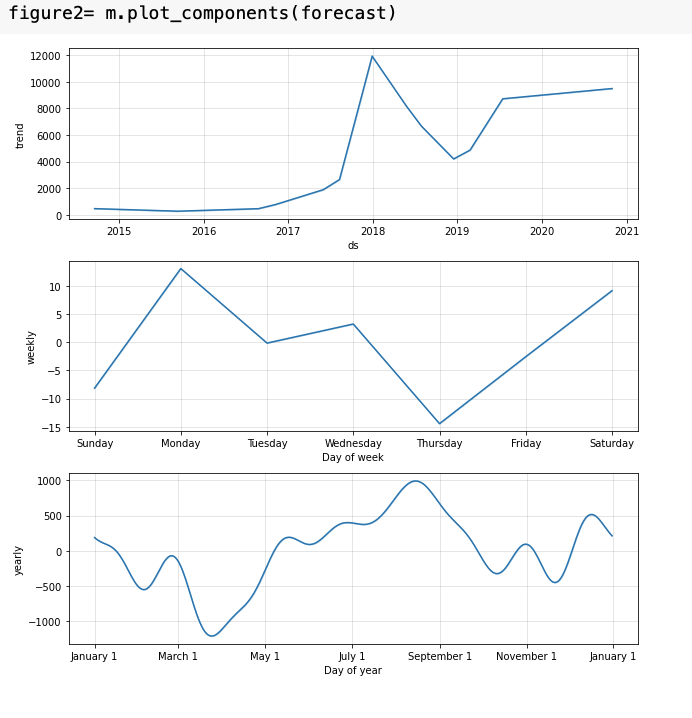 figure2= m.plot_components(forecast)
12000
10000
8000
6000
4000
2000
0
trend
2015 2016 2017 2018 2019 2020 2021
ds
10
5
0
−5
−10
−15
weekly
Sunday Monday Tuesday Wednesday Thursday Friday Saturday
Day of week
1000
500
0
−500
−1000
yearly
January 1 March 1 May 1 July 1 September 1 November 1 January 1
Day of year